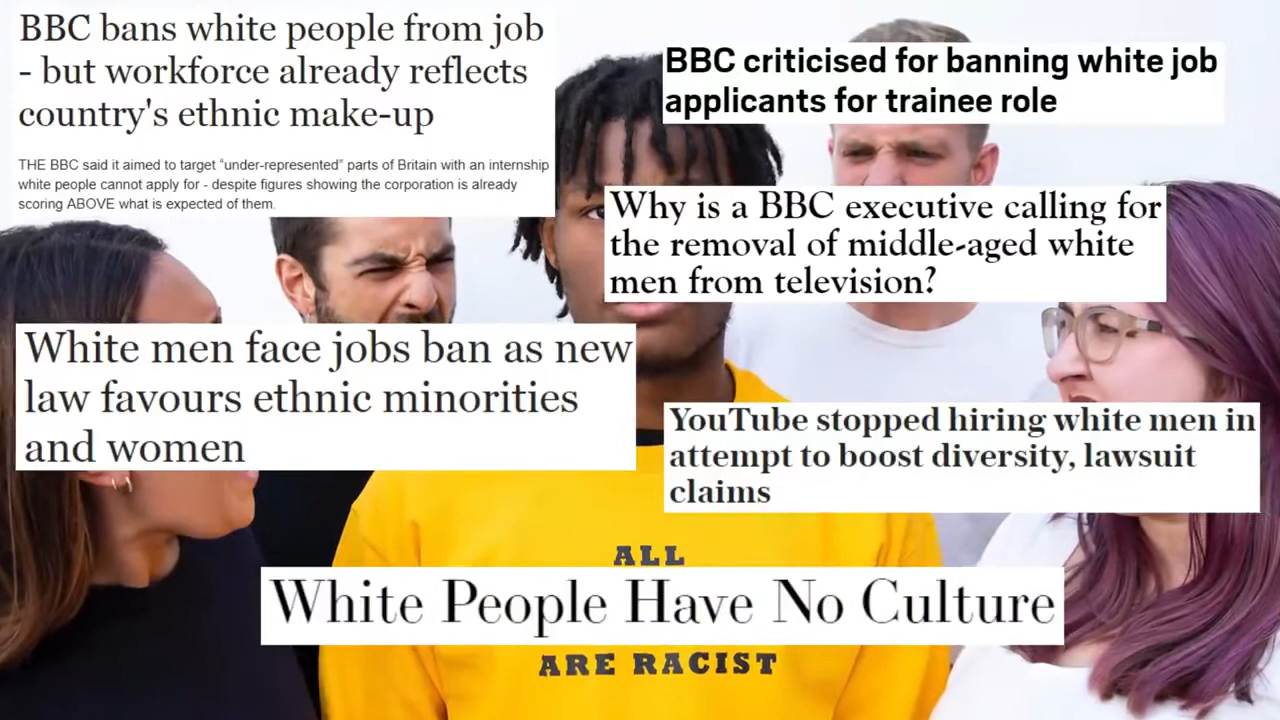 BBC bans white people from job
- but workforce already reflects
country's ethnic make-up
THE BBC said it aimed to target “under-represented” parts of Britain with an internship
white people cannot apply for - despite figures showing the corporation is already
scoring ABOVE what is expected of them.
BBC criticised for banning white job
applicants for trainee role
Why is a BBC executive calling for
the removal of middle-aged white
men from television?
White men face jobs ban as new
law favours ethnic minorities
and women
YouTube stopped hiring white men in
attempt to boost diversity, lawsuit
claims
ALL
White People Have No Culture
ARE RACIST